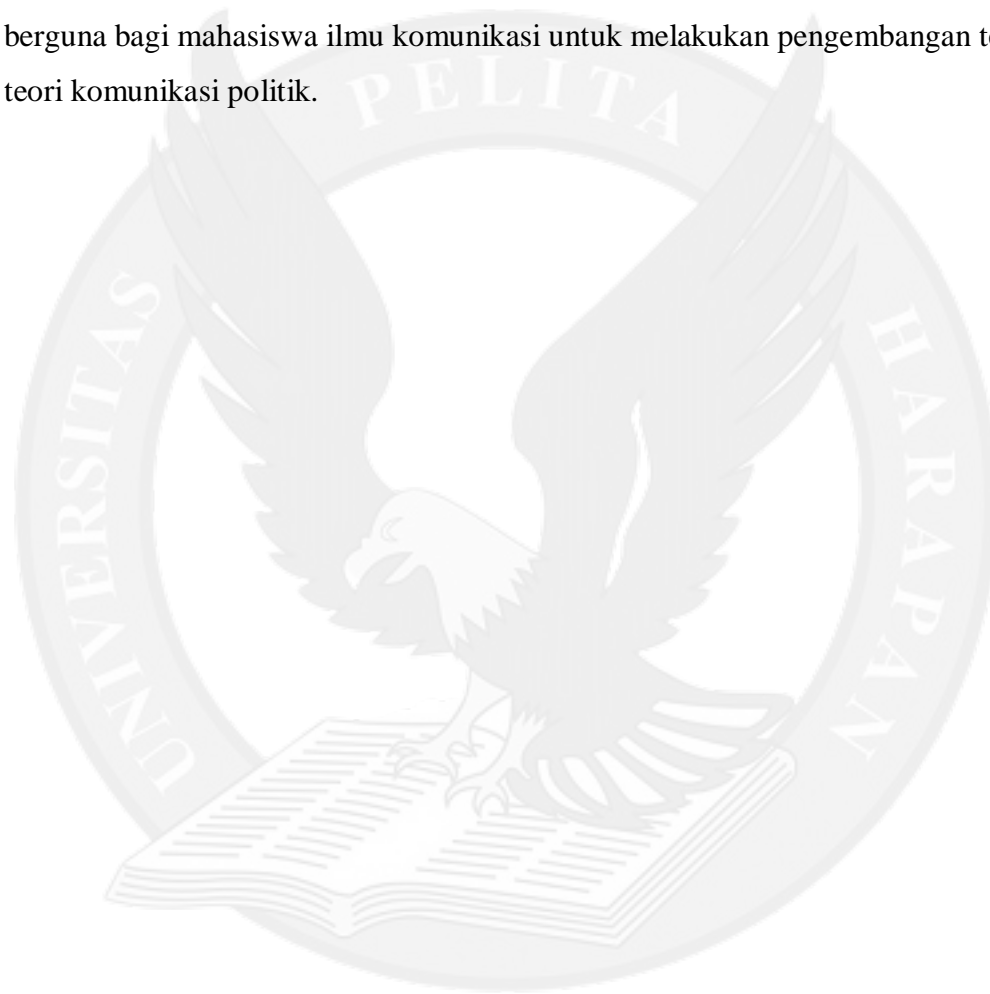 berguna bagi mahasiswa ilmu komunikasi untuk melakukan pengembangan
teori komunikasi politik.
UNIVERSITAS PELITA HARAPAN